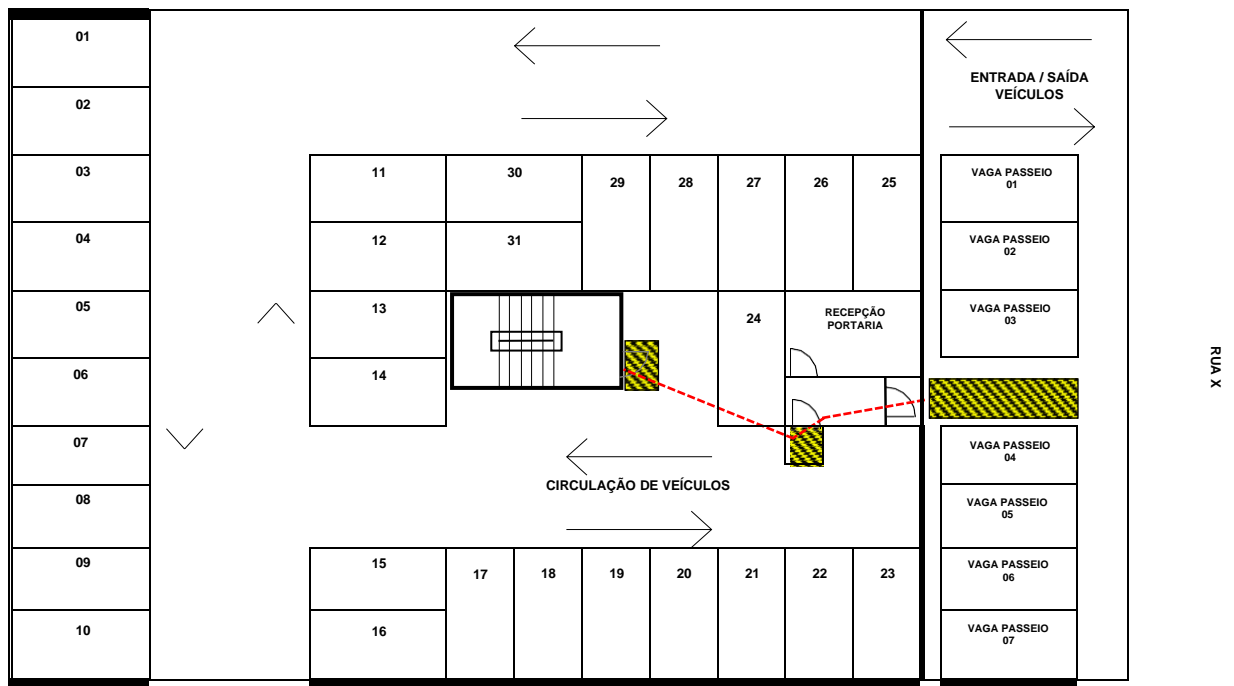 01
02
03
04
05
06
07
08
09
10
11
12
13
14
30
31
29
28
27
26
25
24
RECEPÇÃO
PORTARIA
CIRCULAÇÃO DE VEÍCULOS
15
16
17
18
19
20
21
22
23
ENTRADA / SAÍDA
VEÍCULOS
VAGA PASSEIO
01
VAGA PASSEIO
02
VAGA PASSEIO
03
VAGA PASSEIO
04
VAGA PASSEIO
05
VAGA PASSEIO
06
VAGA PASSEIO
07
RUA X